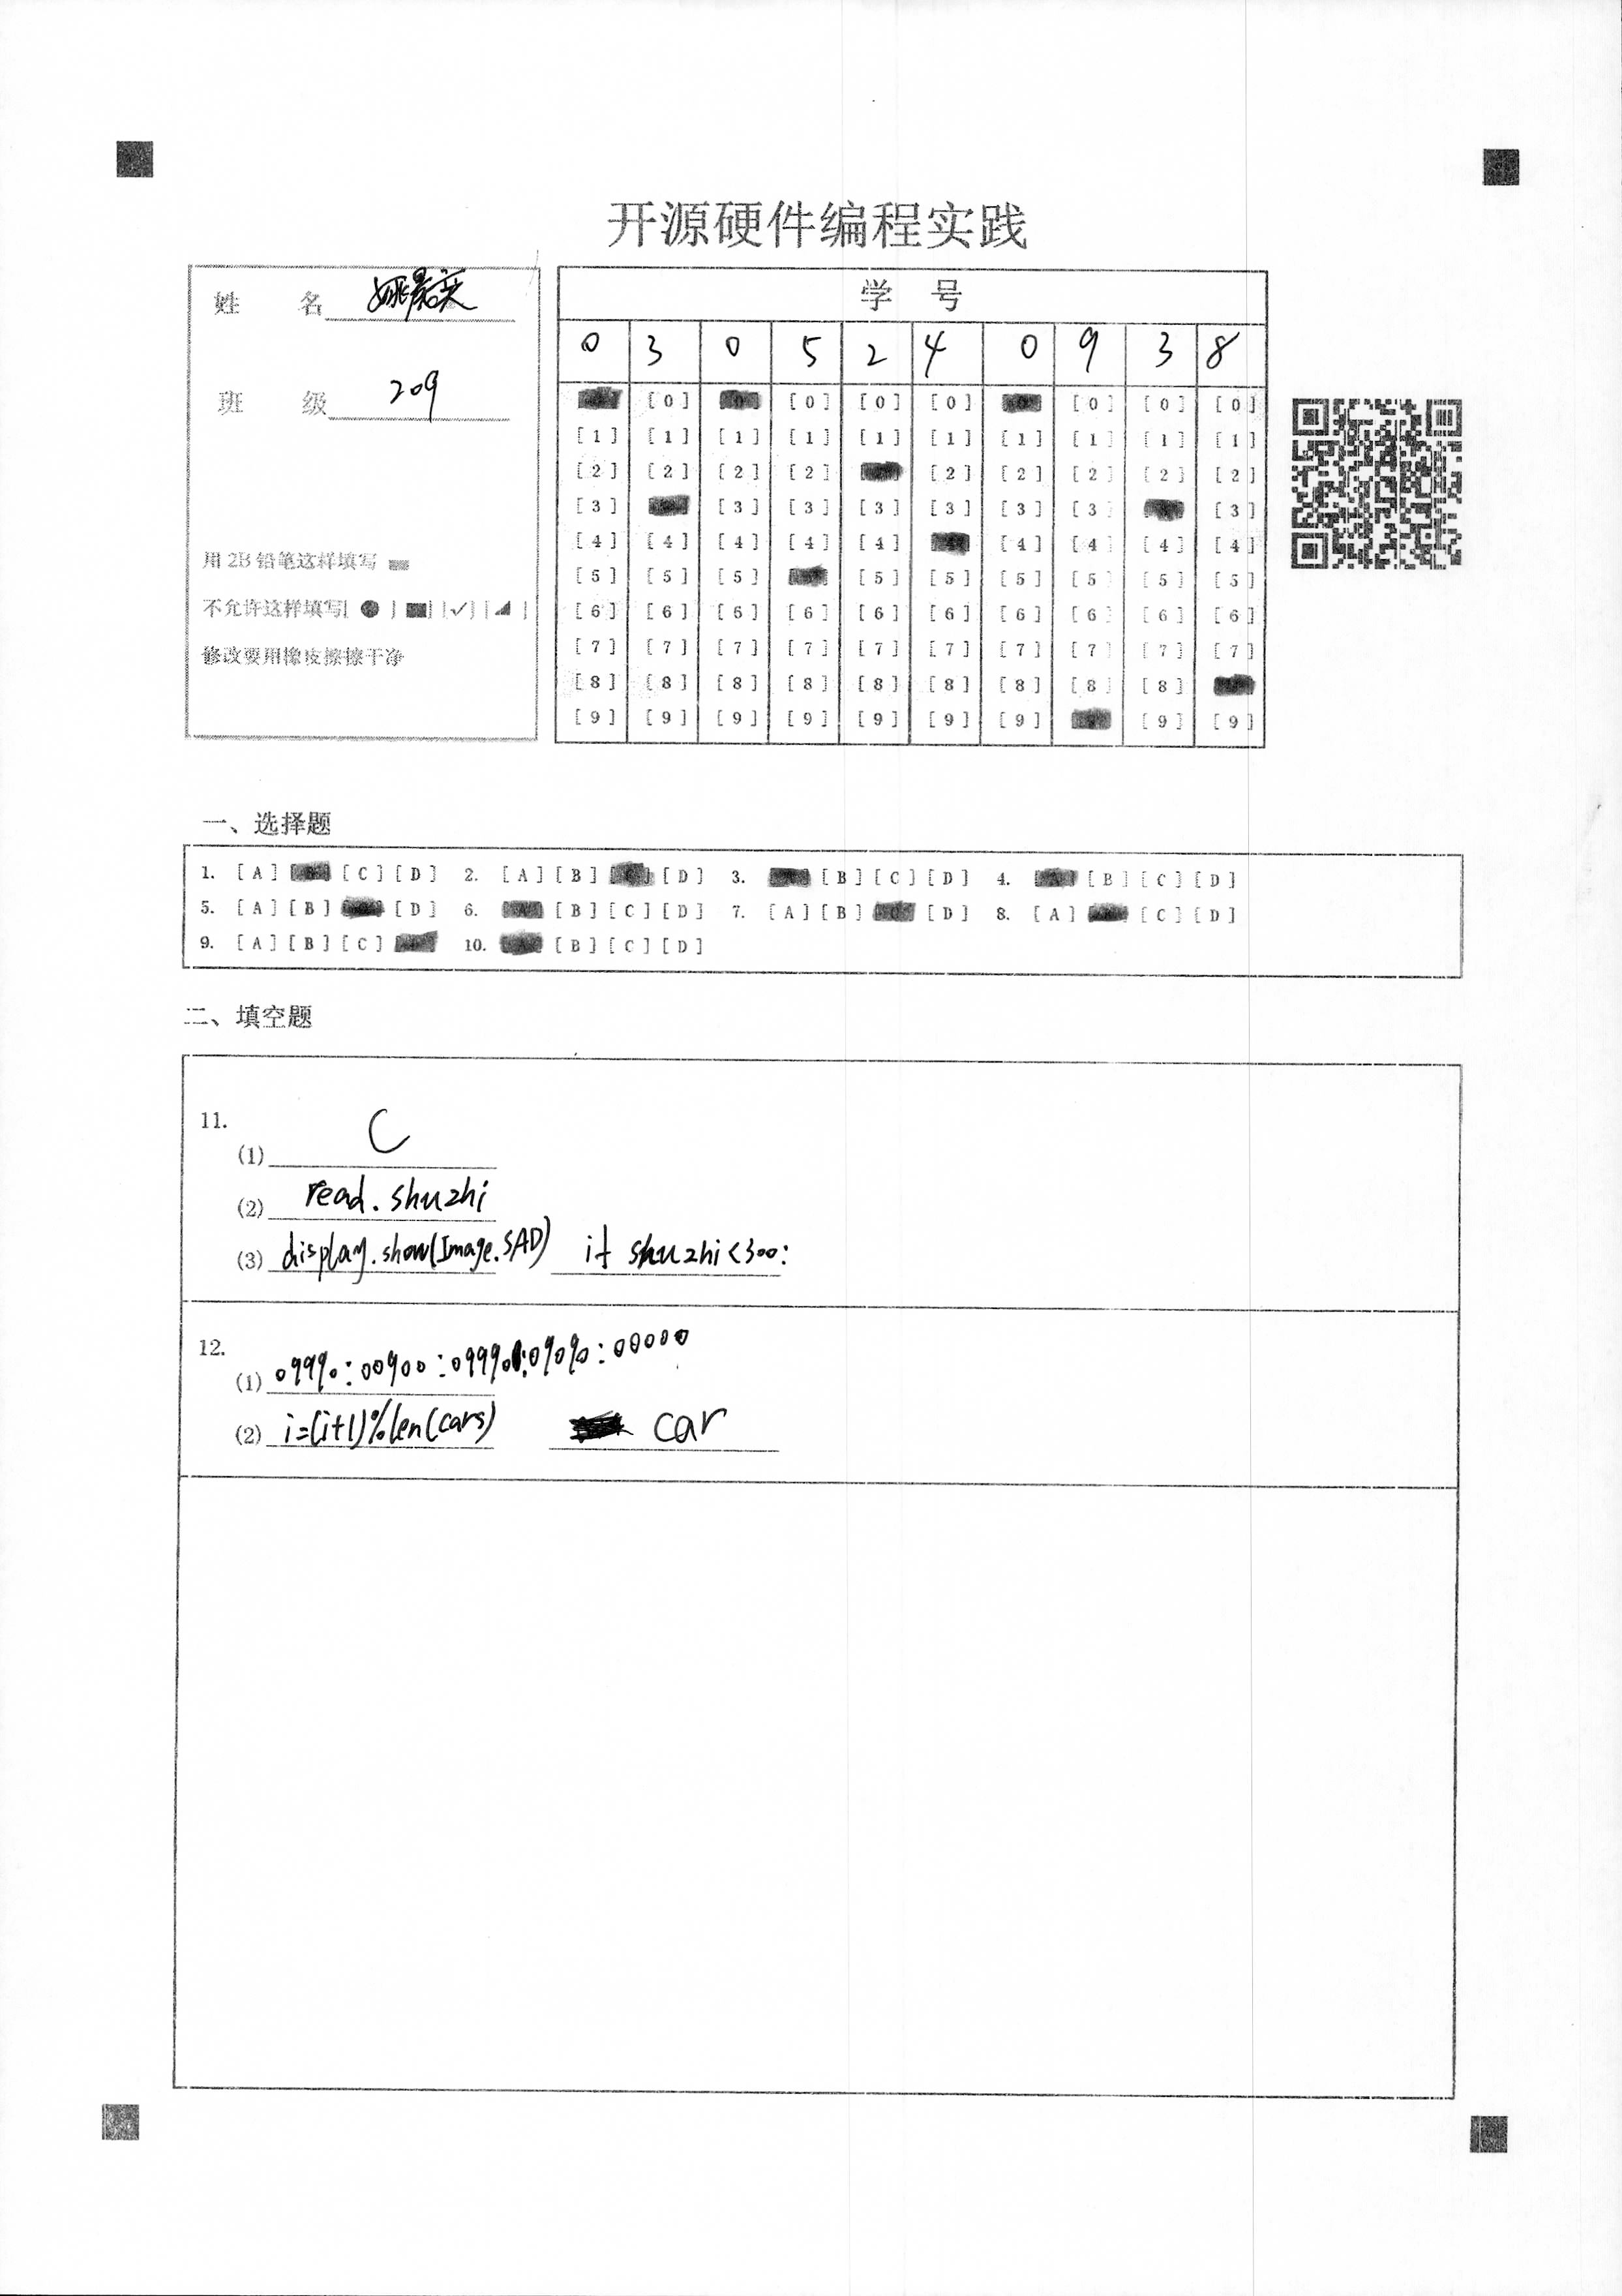 开源硬件编程实践
姓 名
班 级 209
用 2B 铅笔这样填写
不允许这样填写[ ● ] [■] [✓] [◢ ]
修改要用橡皮擦擦干净
学 号
0 3 0 5 2 4 0 9 3 8
[0] [0] [0] [0] [0] [0] [0]
[1] [1] [1] [1] [1] [1] [1] [1] [1] [1]
[2] [2] [2] [2] [2] [2] [2] [2] [2]
[3] [3] [3] [3] [3] [3] [3] [3]
[4] [4] [4] [4] [4] [4] [4] [4] [4] [4]
[5] [5] [5] [5] [5] [5] [5] [5] [5]
[6] [6] [6] [6] [6] [6] [6] [6] [6] [6]
[7] [7] [7] [7] [7] [7] [7] [7] [7] [7]
[8] [8] [8] [8] [8] [8] [8] [8] [8]
[9] [9] [9] [9] [9] [9] [9] [9] [9]
一、选择题
1. [A] [B] [C] [D] 2. [A] [B] [C] [D] 3. [A] [B] [C] [D] 4. [A] [B] [C] [D]
5. [A] [B] [D] 6. [A] [B] [C] [D] 7. [A] [B] [C] [D] 8. [A] [B] [C] [D]
9. [A] [B] [C] 10. [A] [B] [C] [D]
二、填空题
11.
(1) C
(2) read.shuzhi
(3) display.show(Image.SAD) if shuzhi<300:
12.
(1) 09990:00900:09990:09090:00000
(2) i=(i+1)%len(cars) car